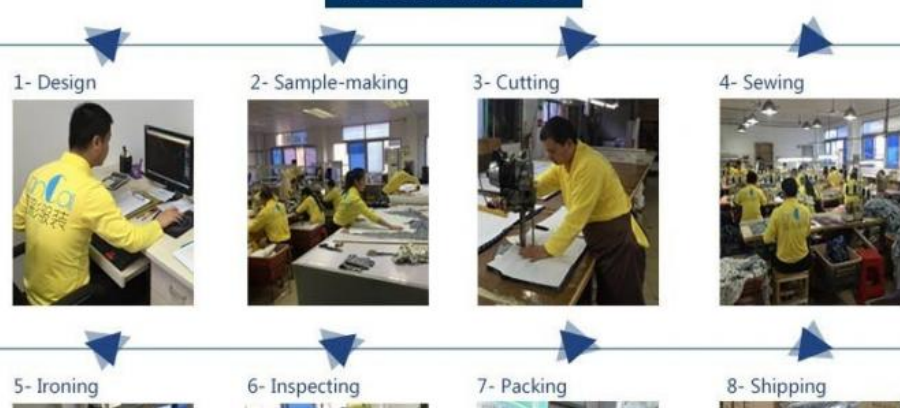 1- Design
2- Sample-making
3- Cutting
4- Sewing
5- Ironing
6- Inspecting
7- Packing
8- Shipping